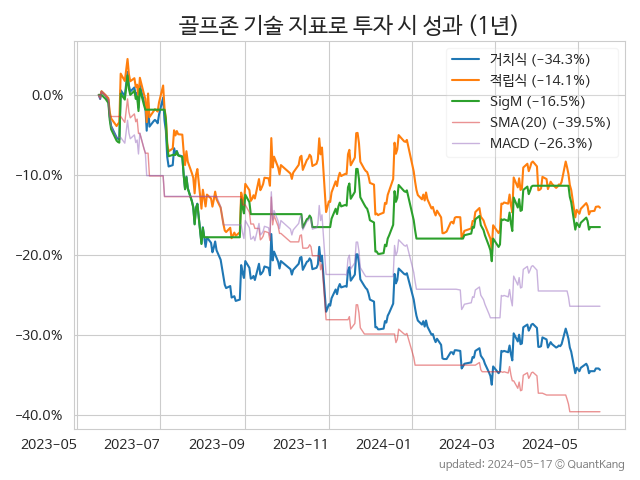 골프존 기술 지표로 투자 시 성과 (1년)
거치식 (−34.3%)
적립식 (−14.1%)
SigM (−16.5%)
SMA(20) (−39.5%)
MACD (−26.3%)
0.0%
−10.0%
−20.0%
−30.0%
−40.0%
2023−05 2023−07 2023−09 2023−11 2024−01 2024−03 2024−05
updated: 2024−05−17 © QuantKang